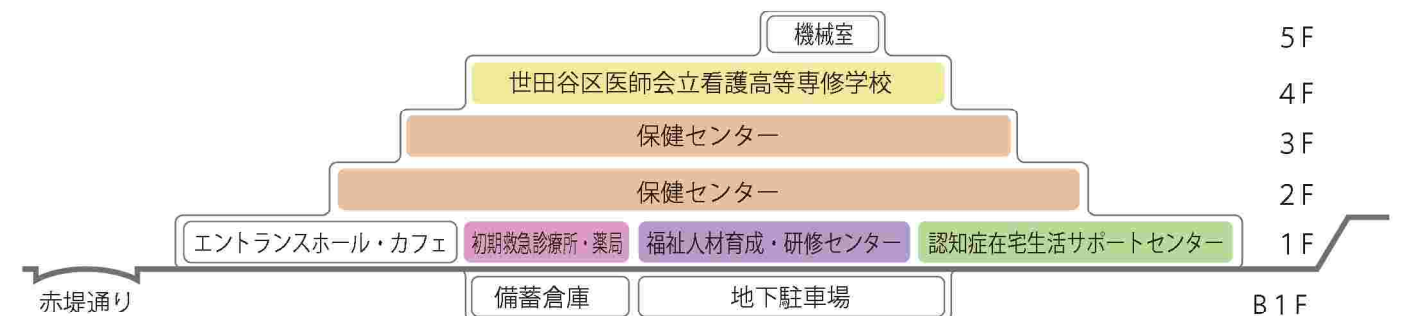 機械室 5F
世田谷区医師会立看護高等専修学校 4F
保健センター 3F
保健センター 2F
エントランスホール・カフェ 初期救急診療所・薬局 福祉人材育成・研修センター 認知症在宅生活サポートセンター 1F
赤堤通り 備蓄倉庫 地下駐車場 B1F